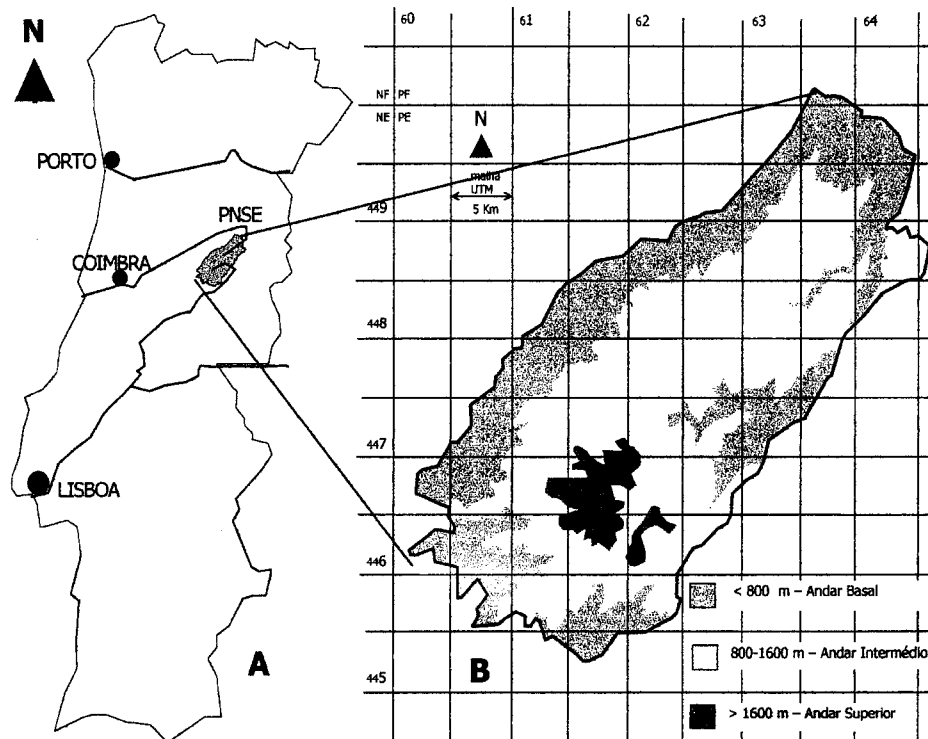 N
PORTO
PNSE
COIMBRA
LISBOA
A
60 61 62 63 64
NF PF
NE PE
N
malha
UTM
5 Km
449
448
447
446
445
B
< 800 m – Andar Basal
800-1600 m – Andar Intermédio
> 1600 m – Andar Superior